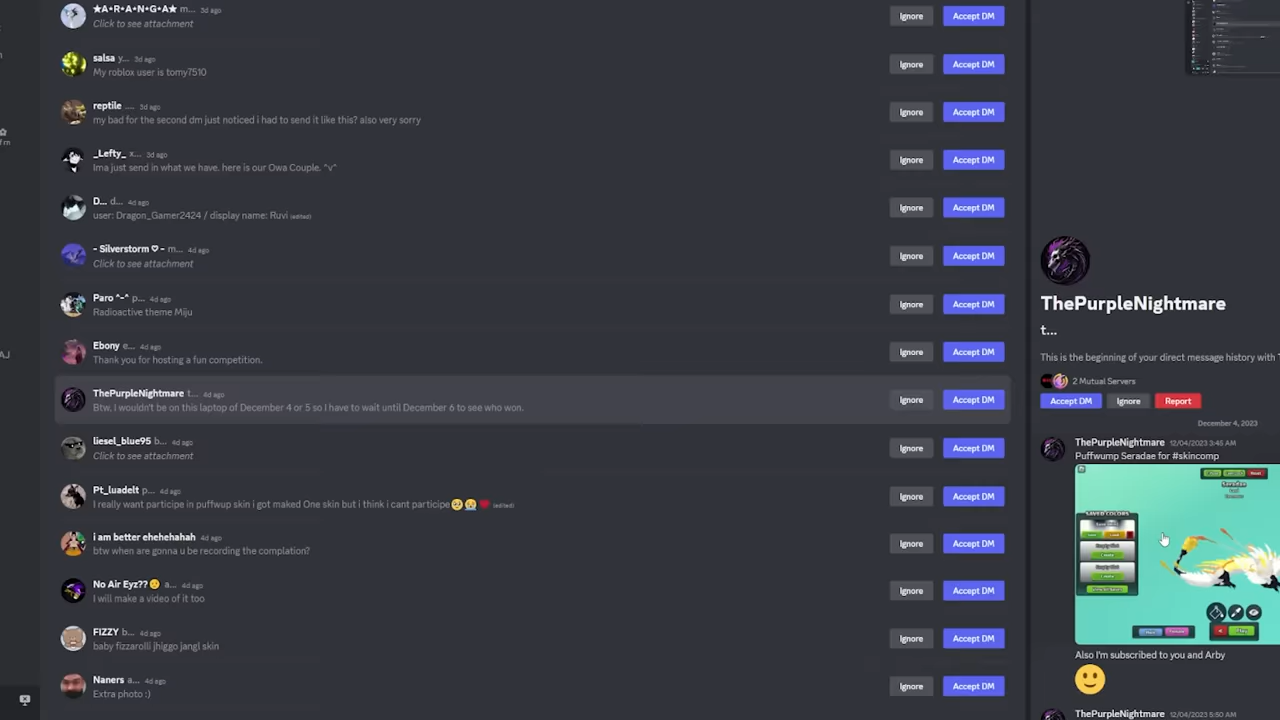 ★A•R•A•N•G•A★ m... 3d ago
Click to see attachment
Ignore
Accept DM
salsa y... 3d ago
My roblox user is tomy7510
Ignore
Accept DM
reptile .... 3d ago
my bad for the second dm just noticed i had to send it like this? also very sorry
Ignore
Accept DM
_Lefty_ x... 3d ago
Ima just send in what we have. here is our Owa Couple. ^v^
Ignore
Accept DM
D... d... 4d ago
user: Dragon_Gamer2424 / display name: Ruvi (edited)
Ignore
Accept DM
- Silverstorm ♡ - m... 4d ago
Click to see attachment
Ignore
Accept DM
Paro ^-^ p... 4d ago
Radioactive theme Miju
Ignore
Accept DM
Ebony e... 4d ago
Thank you for hosting a fun competition.
Ignore
Accept DM
ThePurpleNightmare t... 4d ago
Btw, I wouldn't be on this laptop of December 4 or 5 so I have to wait until December 6 to see who won.
Ignore
Accept DM
liesel_blue95 b... 4d ago
Click to see attachment
Ignore
Accept DM
Pt_luadelt p... 4d ago
I really want participe in puffwup skin i got maked One skin but i think i cant participe🥺😭❤️ (edited)
Ignore
Accept DM
i am better ehehehahah 4d ago
btw when are gonna u be recording the complation?
Ignore
Accept DM
No Air Eyz?? a... 4d ago
I will make a video of it too
Ignore
Accept DM
FIZZY b... 4d ago
baby fizzarolli jhiggo jangl skin
Ignore
Accept DM
Naners a... 4d ago
Extra photo :)
Ignore
Accept DM
ThePurpleNightmare
t...
This is the beginning of your direct message history with
2 Mutual Servers
Accept DM
Ignore
Report
December 4, 2023
ThePurpleNightmare 12/04/2023 3:45 AM
Puffwump Seradae for #skincomp
Seradae
SAVED COLORS
Also I'm subscribed to you and Arby
ThePurpleNightmare 12/04/2023 5:50 AM
AJ